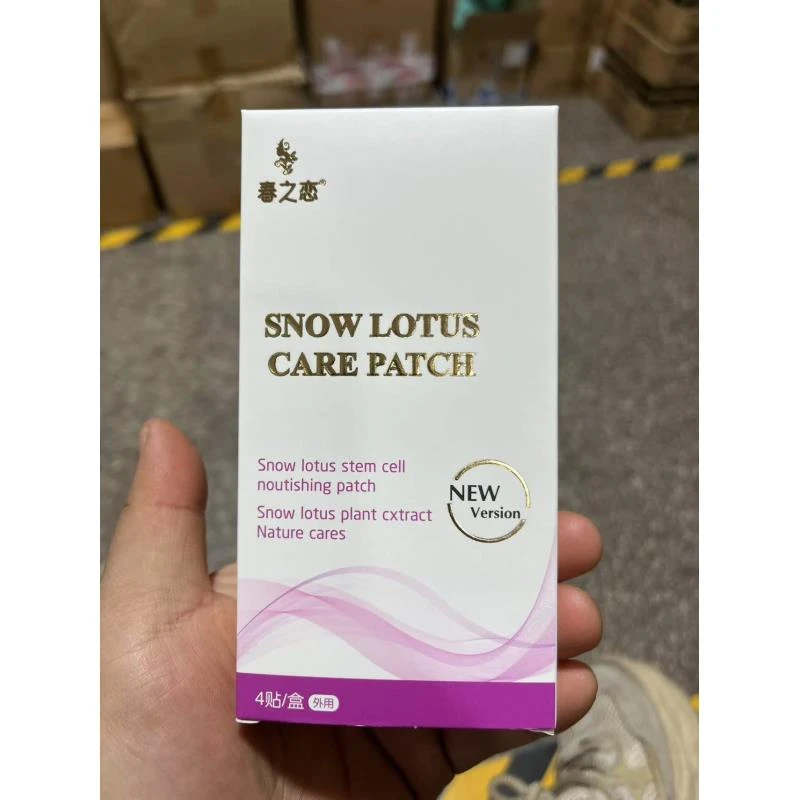 春之恋®
SNOW LOTUS
CARE PATCH
Snow lotus stem cell
noutishing patch
Snow lotus plant cxtract
Nature cares
NEW
Version
4贴/盒 外用